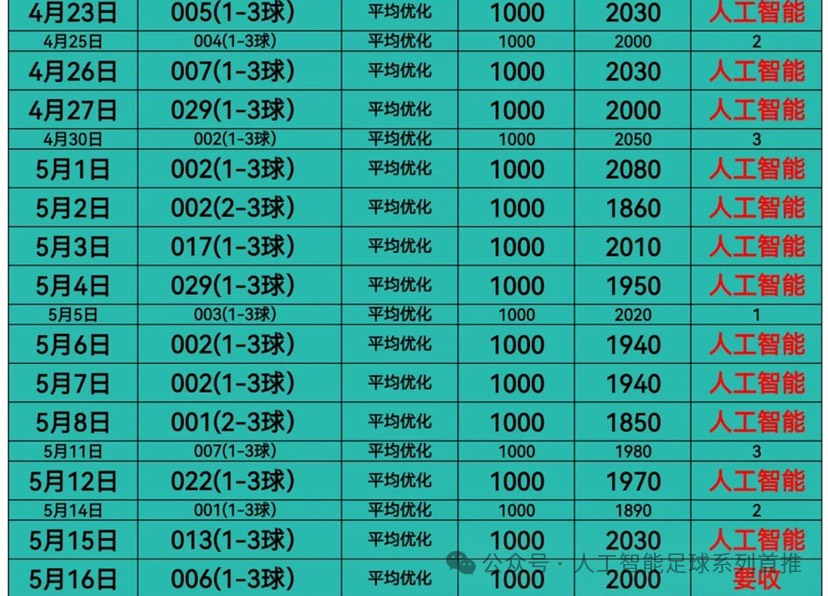 4月23日 005(1-3球) 平均优化 1000 2030 人工智能
4月25日 004(1-3球) 平均优化 1000 2000 2
4月26日 007(1-3球) 平均优化 1000 2030 人工智能
4月27日 029(1-3球) 平均优化 1000 2000 人工智能
4月30日 002(1-3球) 平均优化 1000 2050 3
5月1日 002(1-3球) 平均优化 1000 2080 人工智能
5月2日 002(2-3球) 平均优化 1000 1860 人工智能
5月3日 017(1-3球) 平均优化 1000 2010 人工智能
5月4日 029(1-3球) 平均优化 1000 1950 人工智能
5月5日 003(1-3球) 平均优化 1000 2020 1
5月6日 002(1-3球) 平均优化 1000 1940 人工智能
5月7日 002(1-3球) 平均优化 1000 1940 人工智能
5月8日 001(2-3球) 平均优化 1000 1850 人工智能
5月11日 007(1-3球) 平均优化 1000 1980 3
5月12日 022(1-3球) 平均优化 1000 1970 人工智能
5月14日 001(1-3球) 平均优化 1000 1890 2
5月15日 013(1-3球) 平均优化 1000 2030 人工智能
公众号·人工智能足球系列首推
5月16日 006(1-3球) 平均优化 1000 2000 要收